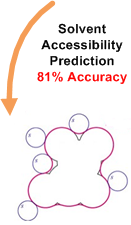 Solvent
Accessibility
Prediction
81% Accuracy